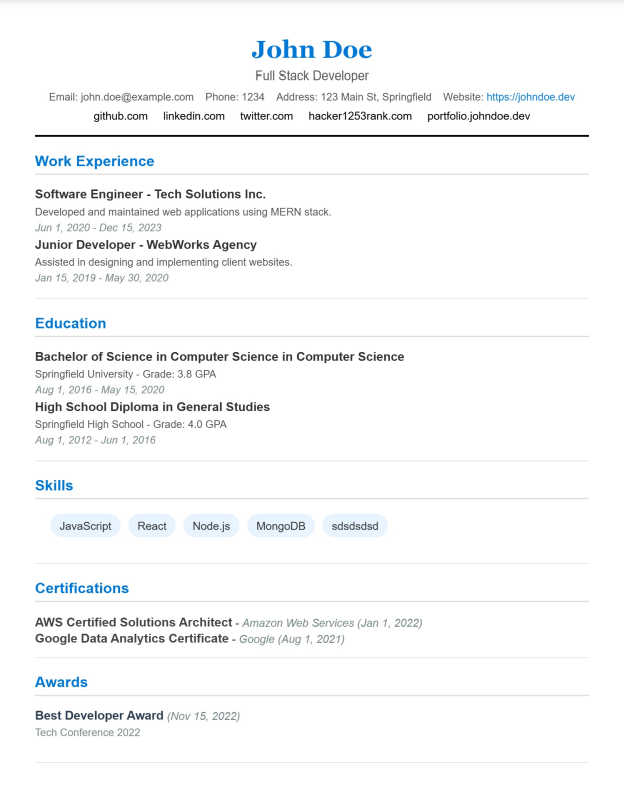 John Doe
Full Stack Developer
Email: john.doe@example.com Phone: 1234 Address: 123 Main St, Springfield Website: https://johndoe.dev
github.com linkedin.com twitter.com hacker1253rank.com portfolio.johndoe.dev
Work Experience
Software Engineer - Tech Solutions Inc.
Developed and maintained web applications using MERN stack.
Jun 1, 2020 - Dec 15, 2023
Junior Developer - WebWorks Agency
Assisted in designing and implementing client websites.
Jan 15, 2019 - May 30, 2020
Education
Bachelor of Science in Computer Science in Computer Science
Springfield University - Grade: 3.8 GPA
Aug 1, 2016 - May 15, 2020
High School Diploma in General Studies
Springfield High School - Grade: 4.0 GPA
Aug 1, 2012 - Jun 1, 2016
Skills
JavaScript React Node.js MongoDB sdsdsdsd
Certifications
AWS Certified Solutions Architect - Amazon Web Services (Jan 1, 2022)
Google Data Analytics Certificate - Google (Aug 1, 2021)
Awards
Best Developer Award (Nov 15, 2022)
Tech Conference 2022